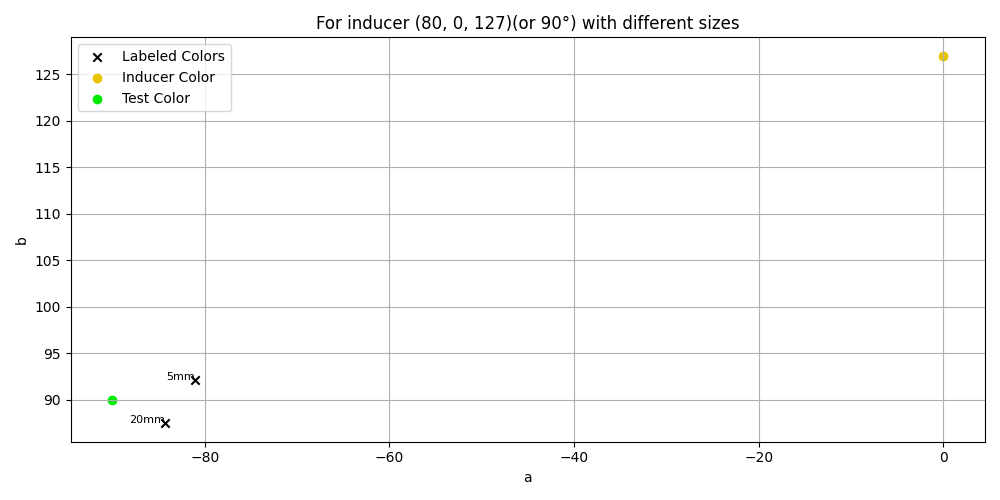 For inducer (80, 0, 127)(or 90°) with different sizes
Labeled Colors
Inducer Color
Test Color
125
120
115
110
105
100
95
90
b
5mm
20mm
−80
−60
−40
−20
0
a